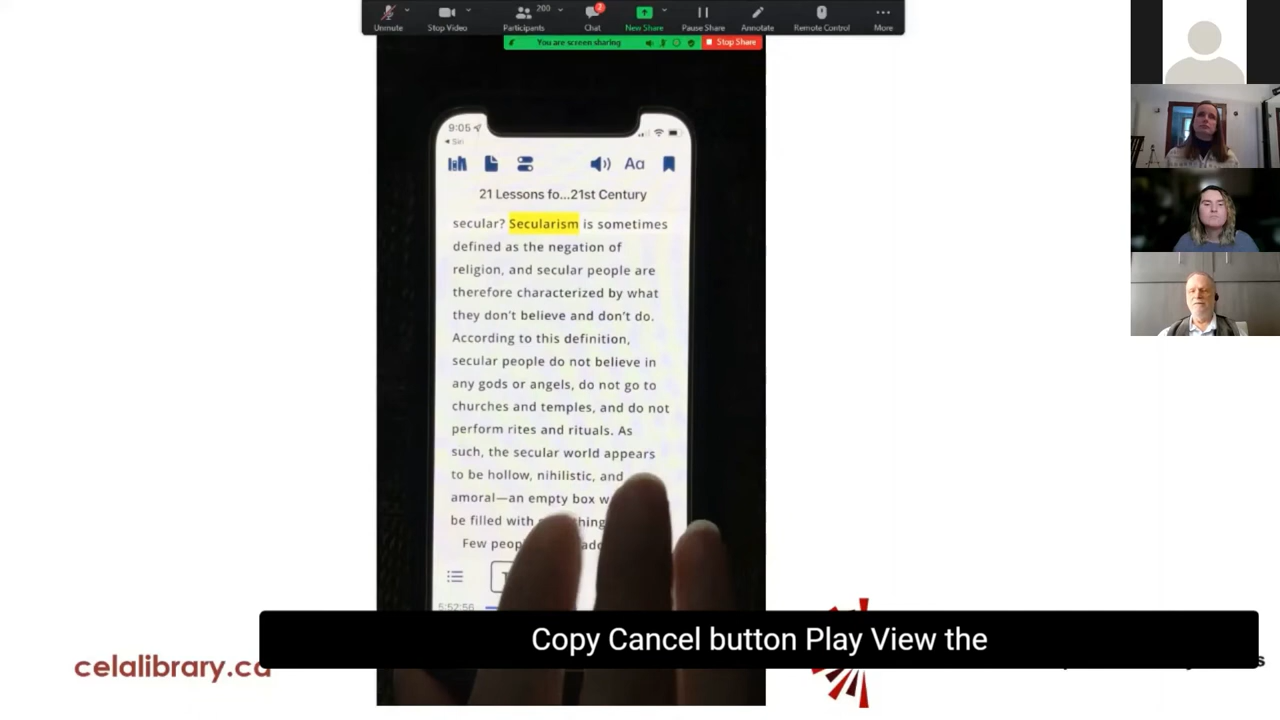 Unmute
Stop Video
Participants
200
Chat
2
New Share
Pause Share
Annotate
Remote Control
More
You are screen sharing
Stop Share
9:05
Siri
Aa
21 Lessons fo...21st Century
secular? Secularism is sometimes
defined as the negation of
religion, and secular people are
therefore characterized by what
they don't believe and don't do.
According to this definition,
secular people do not believe in
any gods or angels, do not go to
churches and temples, and do not
perform rites and rituals. As
such, the secular world appears
to be hollow, nihilistic, and
amoral—an empty box
be filled with
Few
5:52:56
Copy Cancel button Play View the
celalibrary.ca